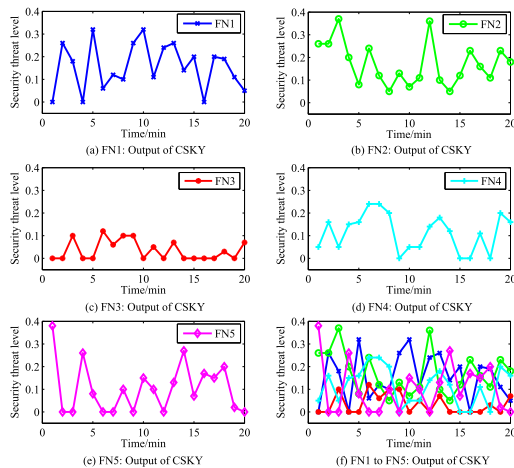 0.4 0.4
FN1 FN2
0.3 0.3
0.2 0.2
0.1 0.1
0 0
Security threat level Security threat level
0 5 10 15 20 0 5 10 15 20
Time/min Time/min
(a) FN1: Output of CSKY (b) FN2: Output of CSKY
0.4 0.4
FN3 FN4
0.3 0.3
0.2 0.2
0.1 0.1
0 0
Security threat level Security threat level
0 5 10 15 20 0 5 10 15 20
Time/min Time/min
(c) FN3: Output of CSKY (d) FN4: Output of CSKY
0.4 0.4
FN5
0.3 0.3
0.2 0.2
0.1 0.1
0 0
Security threat level Security threat level
0 5 10 15 20 0 5 10 15 20
Time/min Time/min
(e) FN5: Output of CSKY (f) FN1 to FN5: Output of CSKY